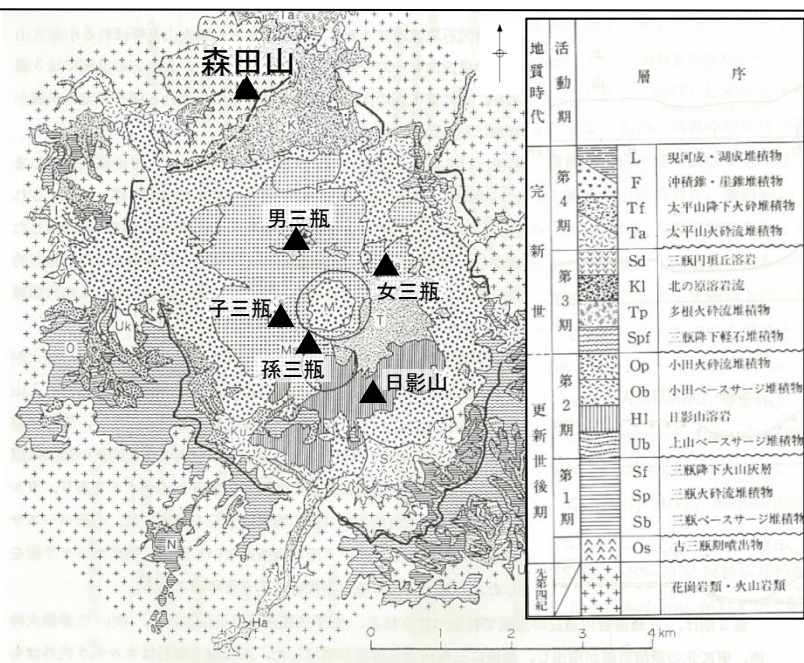 森田山
男三瓶
女三瓶
子三瓶
孫三瓶
日影山
Ta
K
M
T
Uk
O
Ms
Ku
S
N
U
Ha
0 1 2 3 4 km
地質時代 活動期 層序
完新世
第4期
L 現河成・湖成堆積物
F 沖積錐・崖錐堆積物
Tf 太平山降下火砕堆積物
Ta 太平山火砕流堆積物
第3期
Sd 三瓶円頂丘溶岩
Kl 北の原溶岩流
Tp 多根火砕流堆積物
Spf 三瓶降下軽石堆積物
更新世後期
第2期
Op 小田火砕流堆積物
Ob 小田ベースサージ堆積物
Hl 日影山溶岩
Ub 上山ベースサージ堆積物
第1期
Sf 三瓶降下火山灰層
Sp 三瓶火砕流堆積物
Sb 三瓶ベースサージ堆積物
Os 古三瓶期噴出物
先第四紀
花崗岩類・火山岩類